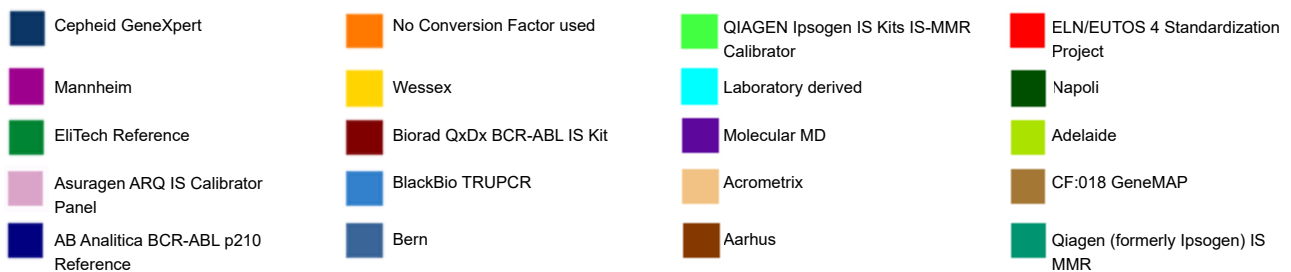 Cepheid GeneXpert
No Conversion Factor used
QIAGEN Ipsogen IS Kits IS-MMR
Calibrator
ELN/EUTOS 4 Standardization
Project
Mannheim
Wessex
Laboratory derived
Napoli
EliTech Reference
Biorad QxDx BCR-ABL IS Kit
Molecular MD
Adelaide
Asuragen ARQ IS Calibrator
Panel
BlackBio TRUPCR
Acrometrix
CF:018 GeneMAP
AB Analitica BCR-ABL p210
Reference
Bern
Aarhus
Qiagen (formerly Ipsogen) IS
MMR